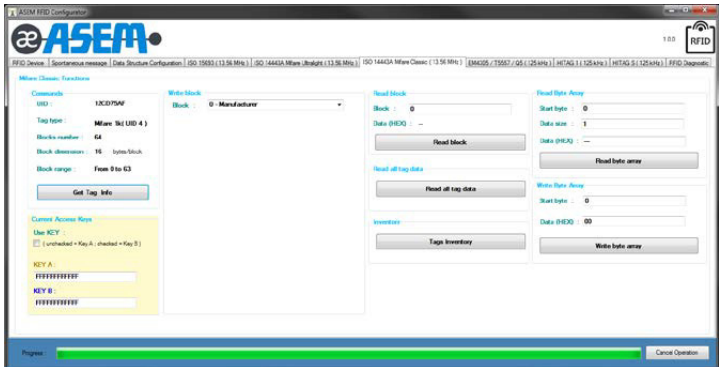 ASEM RFID Configurator
æASEM
1.0.0
RFID
RFID Device
Spontaneous message
Data Structure Configuration
ISO 15693 (13.56 MHz)
ISO 14443A Mifare Ultralight (13.56 MHz)
ISO 14443A Mifare Classic (13.56 MHz)
EM4305 / T5557 / Q5 (125 kHz)
HITAG 1 (125 kHz)
HITAG S (125 kHz)
RFID Diagnostic
Mifare Classic Functions
Commands
UID : 12CD75AF
Tag type : Mifare 1k( UID 4 )
Blocks number : 64
Block dimension : 16 bytes/block
Block range : From 0 to 63
Get Tag Info
Current Access Keys
Use KEY :
( unchecked = Key A ; checked = Key B )
KEY A :
FFFFFFFFFFFF
KEY B :
FFFFFFFFFFFF
Write block
Block : 0 - Manufacturer
Read block
Block : 0
Data (HEX) : --
Read block
Read all tag data
Read all tag data
Inventory
Tags Inventory
Read Byte Array
Start byte : 0
Data size : 1
Data (HEX) : ---
Read byte array
Write Byte Array
Start byte : 0
Data (HEX) : 00
Write byte array
Progress :
Cancel Operation